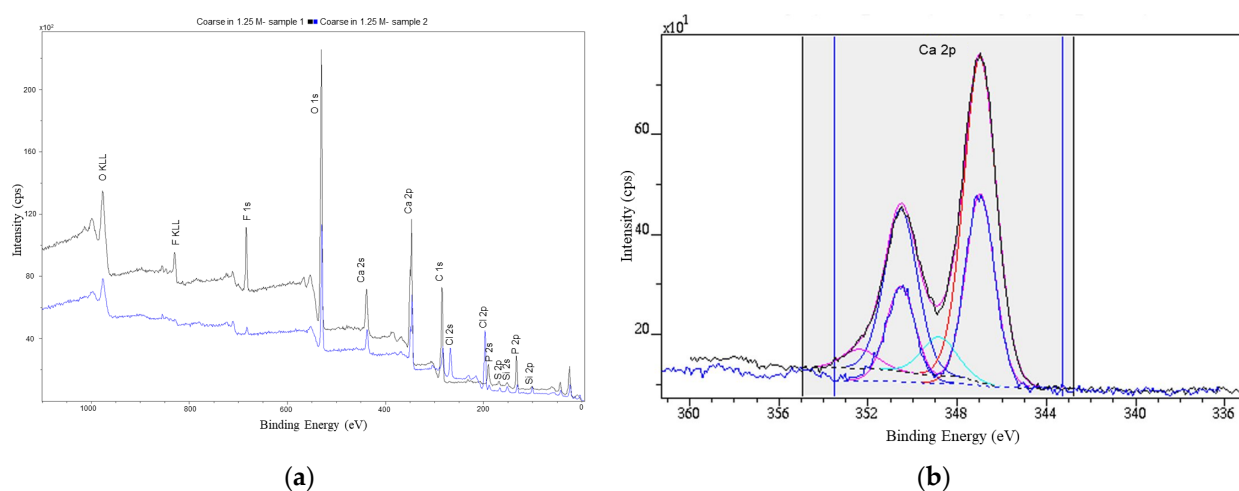 Coarse in 1.25 M- sample 1 Coarse in 1.25 M- sample 2
x10²
200
160
120
80
40
Intensity (cps)
O KLL
F KLL
F 1s
O 1s
Ca 2s
Ca 2p
C 1s
Cl 2s
Cl 2p
P 2s
S 2p
Si 2s
P 2p
Si 2p
1000 800 600 400 200 0
Binding Energy (eV)
(a)
x10¹
Ca 2p
60
40
20
Intensity (cps)
360 352 348 344 340 336
Binding Energy (eV)
(b)